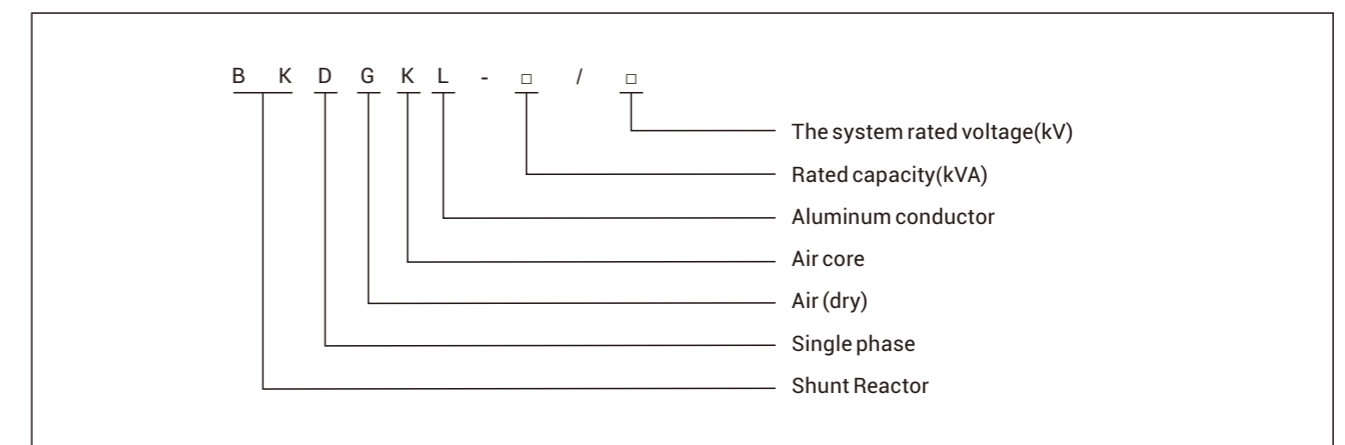 B K D G K L - □ / □
The system rated voltage(kV)
Rated capacity(kVA)
Aluminum conductor
Air core
Air (dry)
Single phase
Shunt Reactor